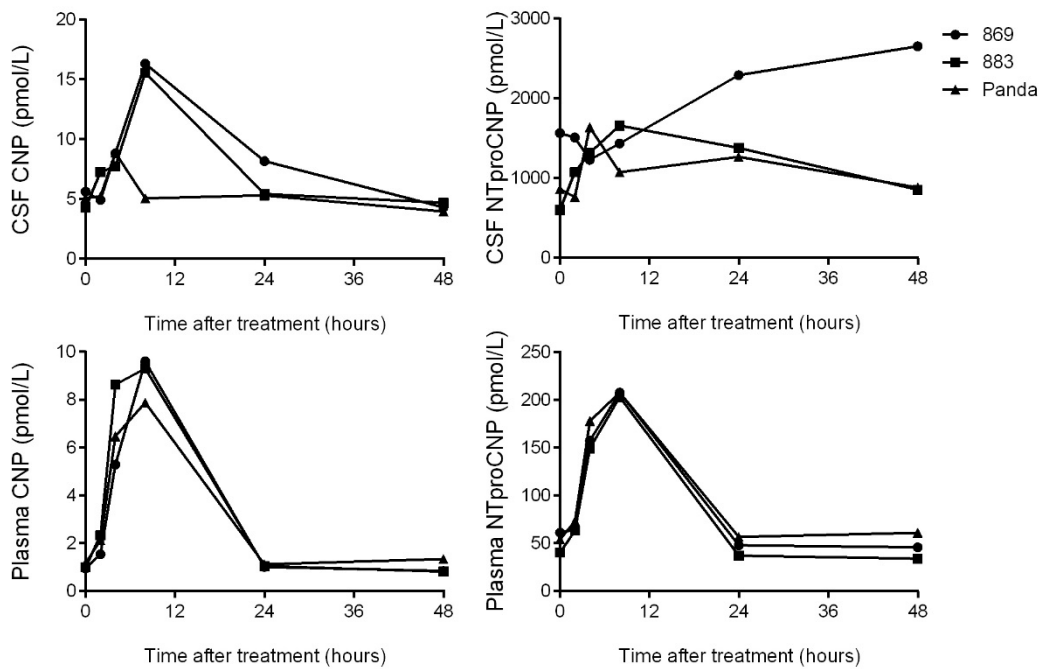 CSF CNP (pmol/L)
20
15
10
5
0
0 12 24 36 48
Time after treatment (hours)
CSF NTproCNP (pmol/L)
3000
2000
1000
0
0 12 24 36 48
Time after treatment (hours)
869
883
Panda
Plasma CNP (pmol/L)
10
8
6
4
2
0
0 12 24 36 48
Time after treatment (hours)
Plasma NTproCNP (pmol/L)
250
200
150
100
50
0
0 12 24 36 48
Time after treatment (hours)